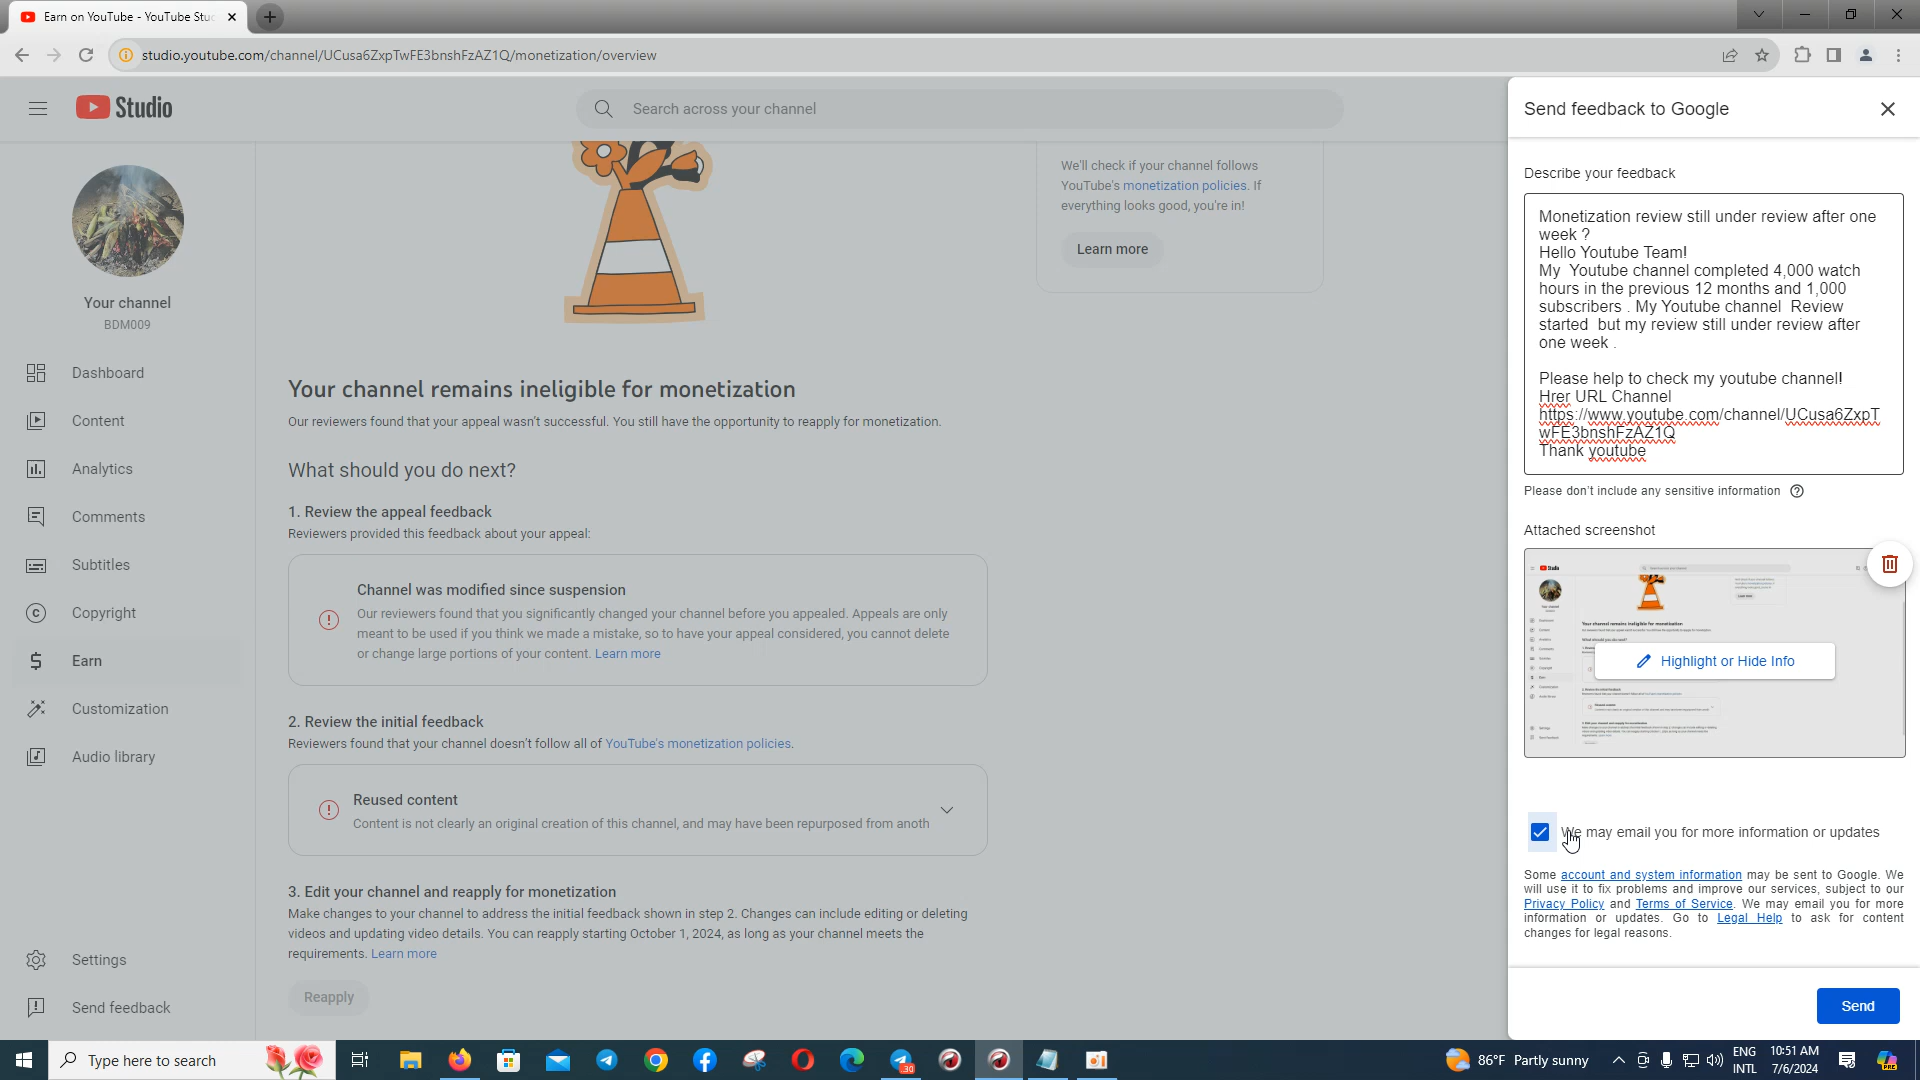 Earn on YouTube - YouTube Stu
studio.youtube.com/channel/UCusa6ZxpTwFE3bnshFzAZ1Q/monetization/overview
Studio
Search across your channel
Your channel
BDM009
Dashboard
Content
Analytics
Comments
Subtitles
Copyright
Earn
Customization
Audio library
Settings
Send feedback
We'll check if your channel follows
YouTube's monetization policies. If
everything looks good, you're in!
Learn more
Your channel remains ineligible for monetization
Our reviewers found that your appeal wasn't successful. You still have the opportunity to reapply for monetization.
What should you do next?
1. Review the appeal feedback
Reviewers provided this feedback about your appeal:
Channel was modified since suspension
Our reviewers found that you significantly changed your channel before you appealed. Appeals are only
meant to be used if you think we made a mistake, so to have your appeal considered, you cannot delete
or change large portions of your content. Learn more
2. Review the initial feedback
Reviewers found that your channel doesn't follow all of YouTube's monetization policies.
Reused content
Content is not clearly an original creation of this channel, and may have been repurposed from anoth
3. Edit your channel and reapply for monetization
Make changes to your channel to address the initial feedback shown in step 2. Changes can include editing or deleting
videos and updating video details. You can reapply starting October 1, 2024, as long as your channel meets the
requirements. Learn more
Reapply
Send feedback to Google
Describe your feedback
Monetization review still under review after one
week ?
Hello Youtube Team!
My Youtube channel completed 4,000 watch
hours in the previous 12 months and 1,000
subscribers . My Youtube channel Review
started but my review still under review after
one week .
Please help to check my youtube channel!
Hrer URL Channel
https://www.youtube.com/channel/UCusa6ZxpT
wFE3bnshFzAZ1Q
Thank youtube
Please don't include any sensitive information
Attached screenshot
Studio
Your channel remains ineligible for monetization
Highlight or Hide Info
We may email you for more information or updates
Some account and system information may be sent to Google. We
will use it to fix problems and improve our services, subject to our
Privacy Policy and Terms of Service. We may email you for more
information or updates. Go to Legal Help to ask for content
changes for legal reasons.
Send
Type here to search
30
86°F Partly sunny
ENG
INTL
10:51 AM
7/6/2024